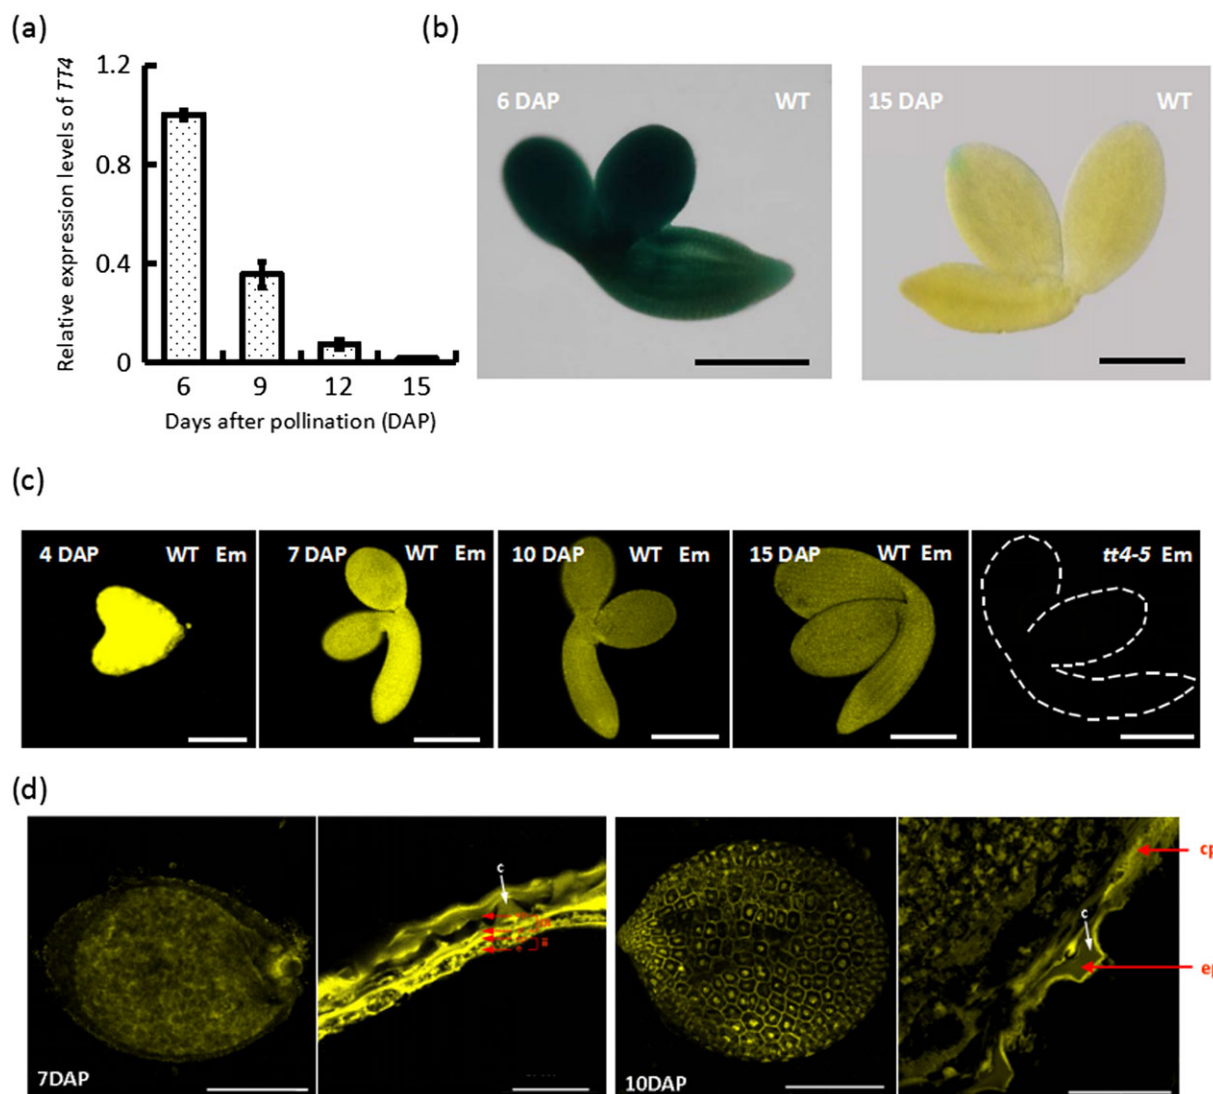 (a)
(b)
Relative expression levels of TT4
1.2
0.8
0.4
0
6 9 12 15
Days after pollination (DAP)
6 DAP WT
15 DAP WT
(c)
4 DAP WT Em
7 DAP WT Em
10 DAP WT Em
15 DAP WT Em
tt4-5 Em
(d)
7DAP
c
10DAP
c